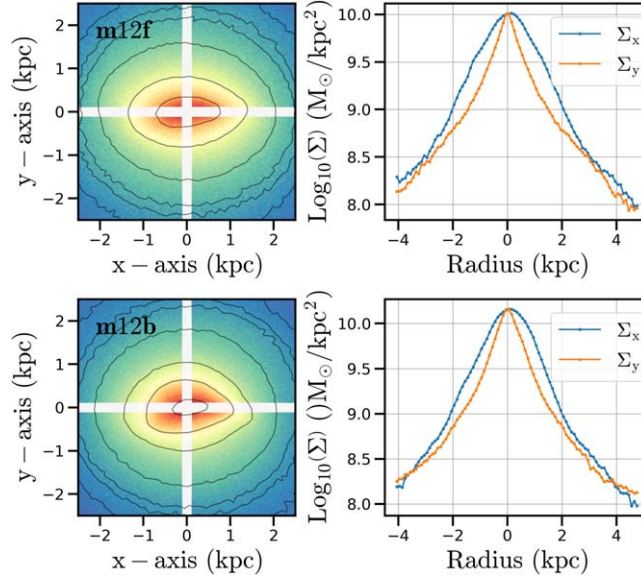 m12f
y − axis (kpc)
2
1
0
−1
−2
−2 −1 0 1 2
x − axis (kpc)
Log₁₀(Σ) (M⊙/kpc²)
10.0
9.5
9.0
8.5
8.0
Σx
Σy
−4 −2 0 2 4
Radius (kpc)
m12b
y − axis (kpc)
2
1
0
−1
−2
−2 −1 0 1 2
x − axis (kpc)
Log₁₀(Σ) ()M⊙/kpc²)
10.0
9.5
9.0
8.5
8.0
Σx
Σy
−4 −2 0 2 4
Radius (kpc)